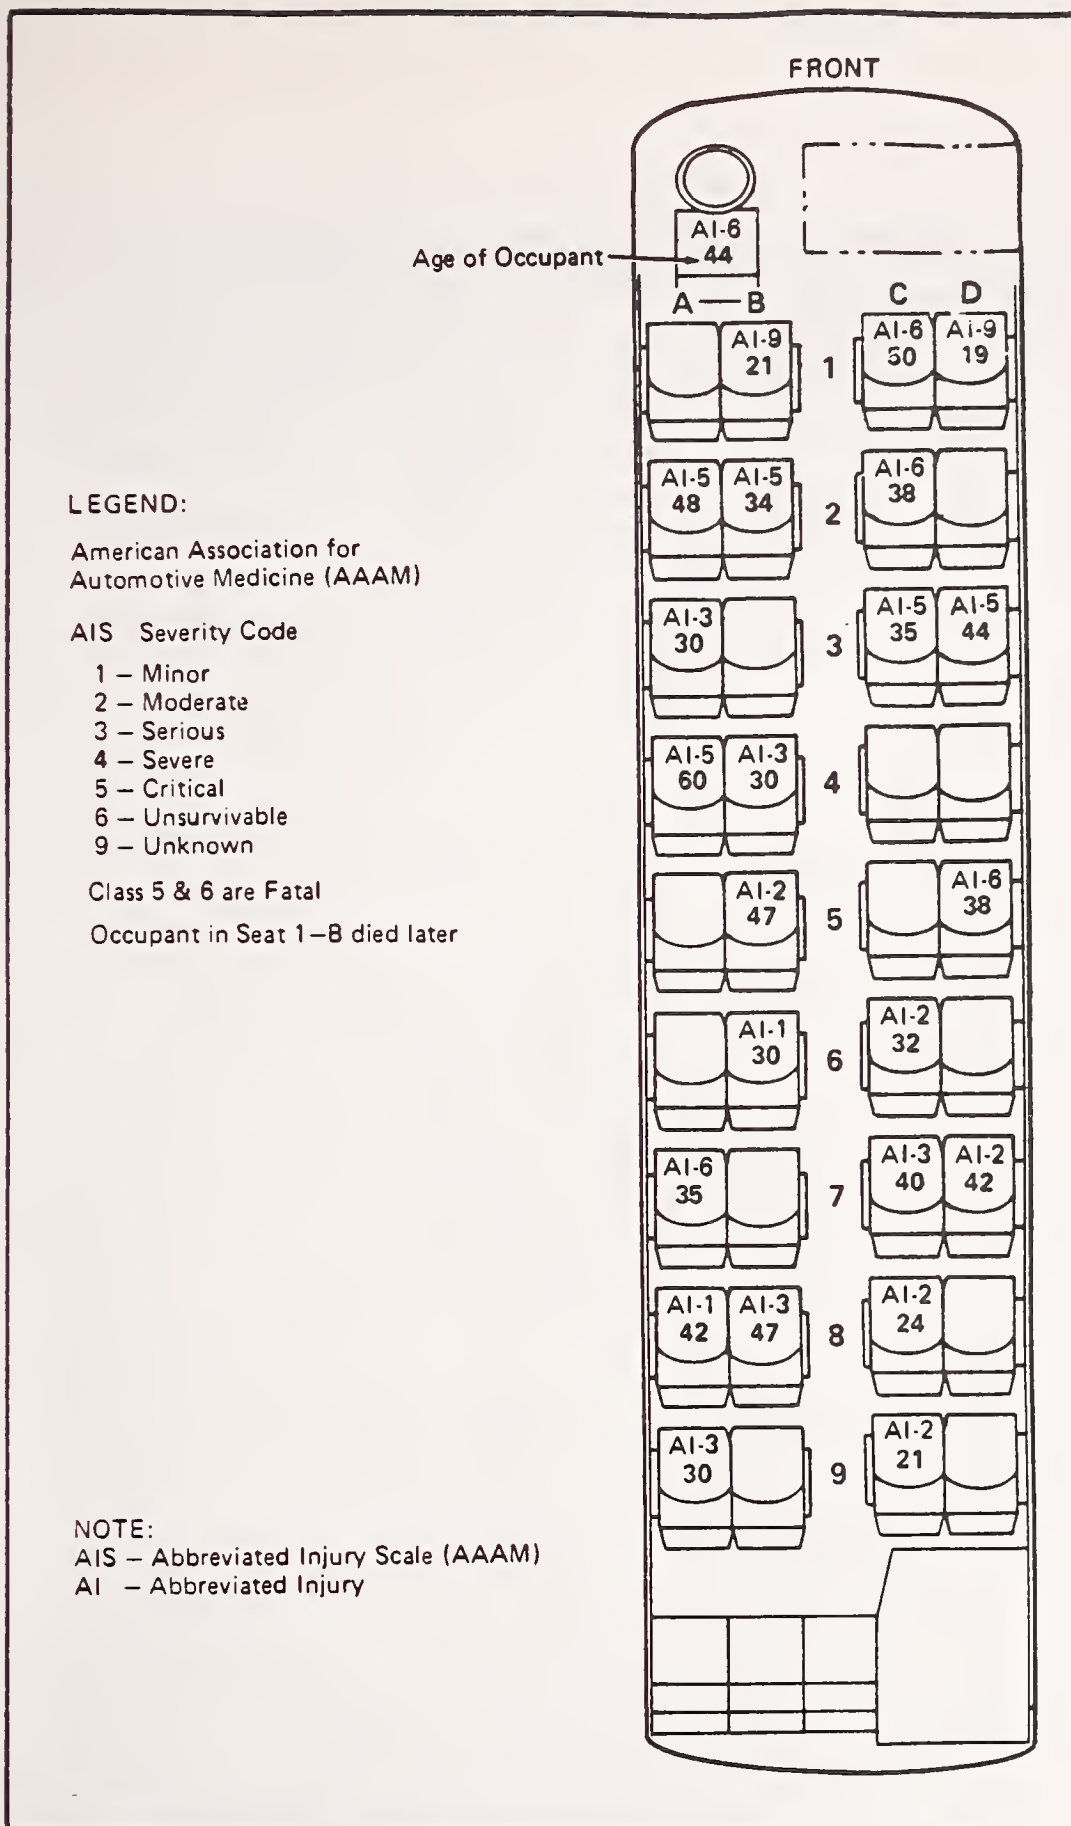 FRONT
AI-6
Age of Occupant 44
A — B C D
AI-9 AI-6 Ai-9
21 1 50 19
AI-5 AI-5 AI-6
48 34 2 38
AI-3 AI-5 AI-5
30 3 35 44
AI-5 AI-3
60 30 4
AI-2 AI-6
47 5 38
AI-1 AI-2
30 6 32
AI-6 AI-3 AI-2
35 7 40 42
AI-1 AI-3 AI-2
42 47 8 24
AI-3 AI-2
30 9 21
LEGEND:
American Association for
Automotive Medicine (AAAM)
AIS Severity Code
1 – Minor
2 – Moderate
3 – Serious
4 – Severe
5 – Critical
6 – Unsurvivable
9 – Unknown
Class 5 & 6 are Fatal
Occupant in Seat 1–B died later
NOTE:
AIS – Abbreviated Injury Scale (AAAM)
AI – Abbreviated Injury